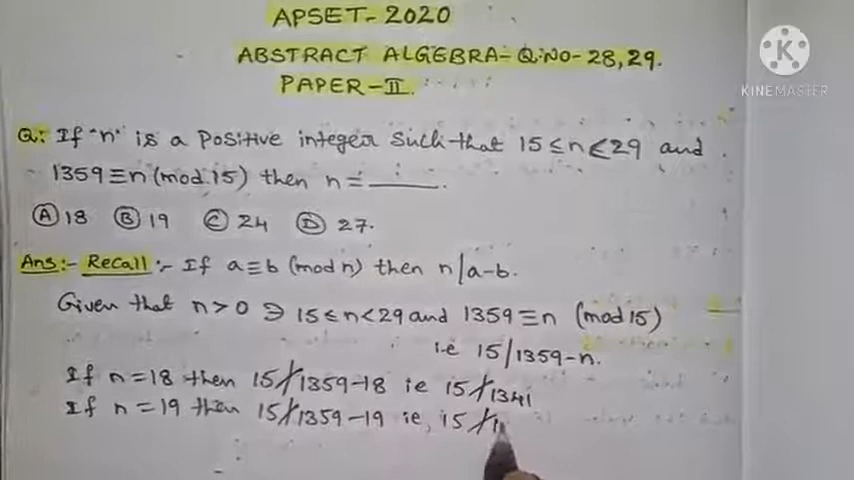 APSET-2020
ABSTRACT ALGEBRA-Q.NO-28,29.
PAPER-II.
K
KINEMASTER
Q: If "n" is a positive integer such that 15≤n<29 and
1359≡n(mod.15) then n=_____.
Ⓐ 18 Ⓑ 19 Ⓒ 24 Ⓓ 27.
Ans:- Recall:- If a≡b (mod n) then n|a-b.
Given that n>0 ∋ 15≤n<29 and 1359≡n (mod 15)
i.e 15/1359-n.
If n=18 then 15∤1359-18 ie 15∤1341
If n=19 then 15∤1359-19 ie, 15∤1